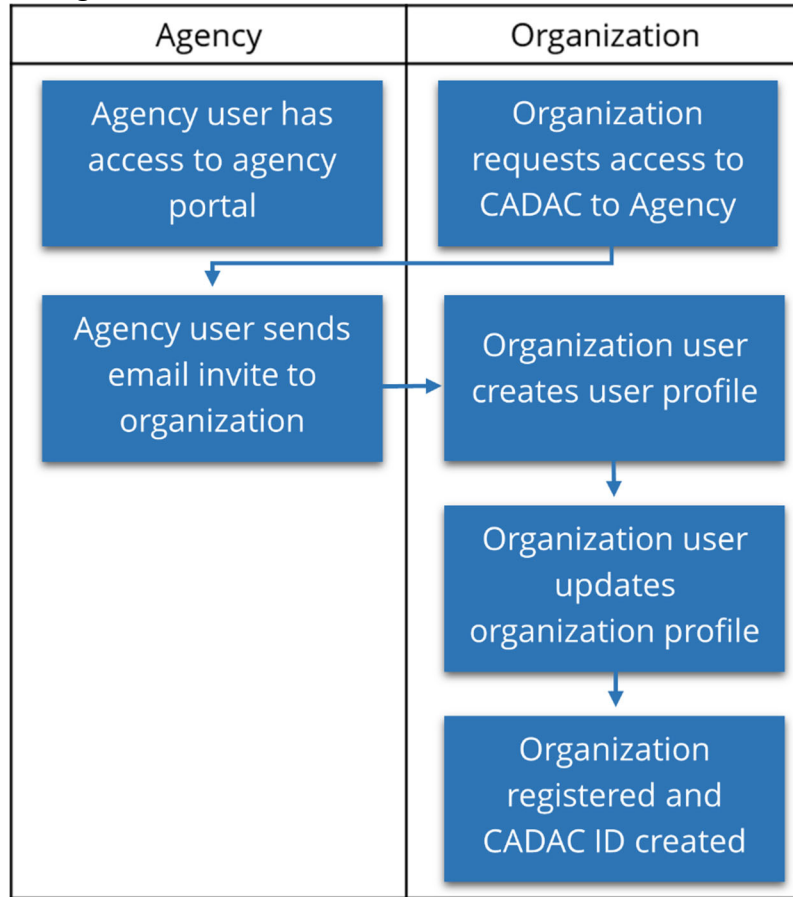 Agency
Organization
Agency user has
access to agency
portal
Organization
requests access to
CADAC to Agency
Agency user sends
email invite to
organization
Organization user
creates user profile
Organization user
updates
organization profile
Organization
registered and
CADAC ID created